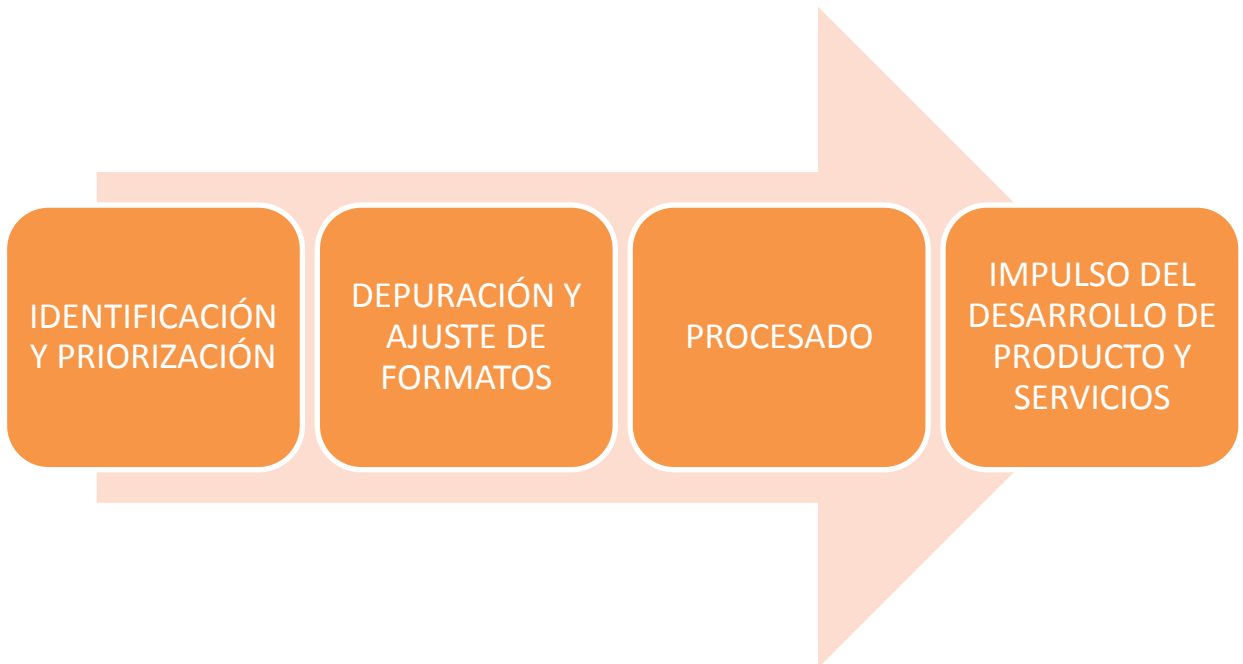 IDENTIFICACIÓN
Y PRIORIZACIÓN
DEPURACIÓN Y
AJUSTE DE
FORMATOS
PROCESADO
IMPULSO DEL
DESARROLLO DE
PRODUCTO Y
SERVICIOS